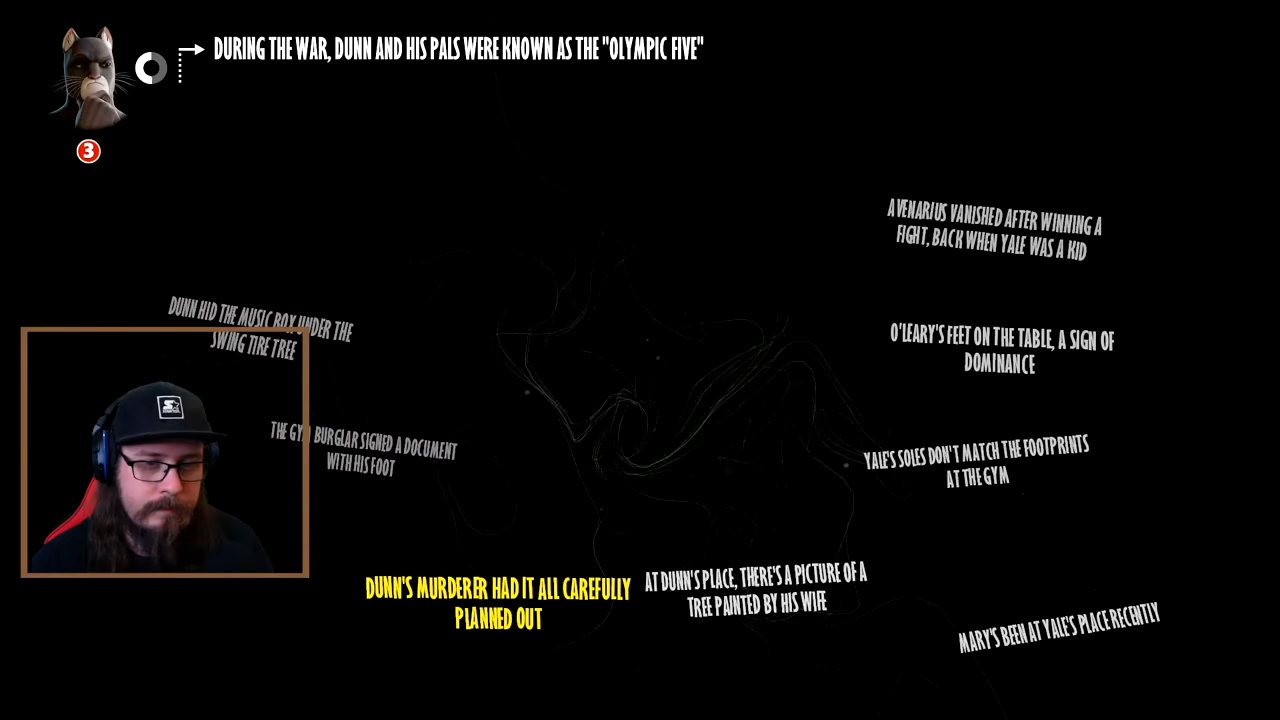 DURING THE WAR, DUNN AND HIS PALS WERE KNOWN AS THE "OLYMPIC FIVE"
3
AVENARIUS VANISHED AFTER WINNING A
FIGHT, BACK WHEN YALE WAS A KID
DUNN HID THE MUSIC BOX UNDER THE
SWING TIRE TREE
O'LEARY'S FEET ON THE TABLE, A SIGN OF
DOMINANCE
THE GYM BURGLAR SIGNED A DOCUMENT
WITH HIS FOOT
YALE'S SOLES DON'T MATCH THE FOOTPRINTS
AT THE GYM
DUNN'S MURDERER HAD IT ALL CAREFULLY
PLANNED OUT
AT DUNN'S PLACE, THERE'S A PICTURE OF A
TREE PAINTED BY HIS WIFE
MARY'S BEEN AT YALE'S PLACE RECENTLY